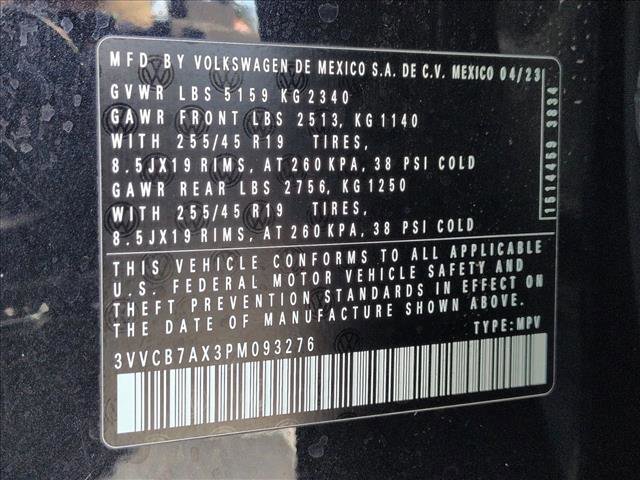 MFD BY VOLKSWAGEN DE MEXICO S.A. DE C.V. MEXICO 04/23
GVWR LBS 5159 KG 2340
GAWR FRONT LBS 2513, KG 1140
WITH 255/45 R19 TIRES,
8.5JX19 RIMS, AT 260 KPA, 38 PSI COLD
GAWR REAR LBS 2756, KG 1250
WITH 255/45 R19 TIRES,
8.5JX19 RIMS, AT 260 KPA, 38 PSI COLD
1514459 3834
THIS VEHICLE CONFORMS TO ALL APPLICABLE
U.S. FEDERAL MOTOR VEHICLE SAFETY AND
THEFT PREVENTION STANDARDS IN EFFECT ON
THE DATE OF MANUFACTURE SHOWN ABOVE.
3VVCB7AX3PM093276 TYPE:MPV